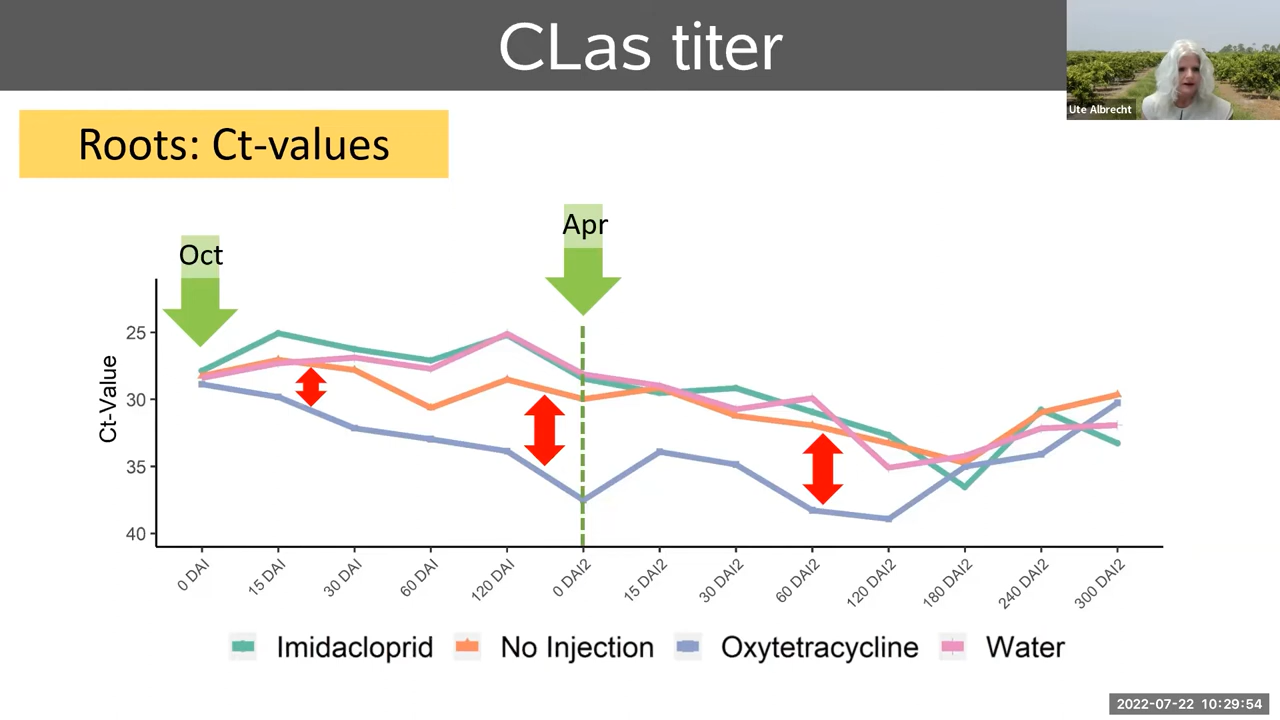 CLas titer
Ute Albrecht
Roots: Ct-values
Oct
Apr
Ct-Value
25
30
35
40
0 DAI
15 DAI
30 DAI
60 DAI
120 DAI
0 DAI2
15 DAI2
30 DAI2
60 DAI2
120 DAI2
180 DAI2
240 DAI2
300 DAI2
Imidacloprid No Injection Oxytetracycline Water
2022-07-22 10:29:54